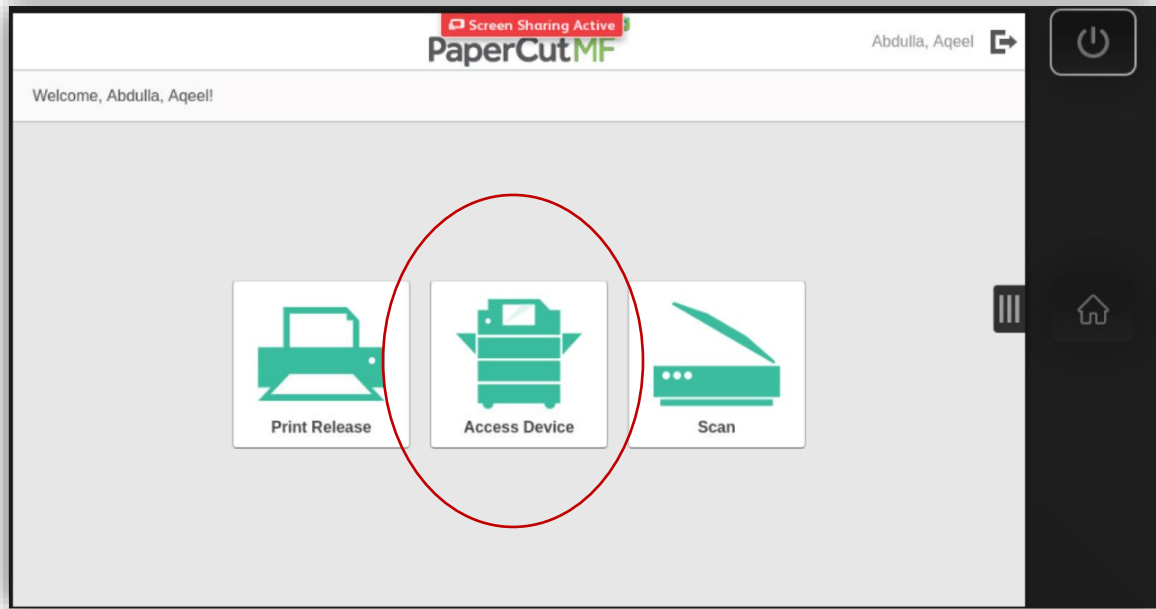 Screen Sharing Active
PaperCutMF
Abdulla, Aqeel
Welcome, Abdulla, Aqeel!
Print Release
Access Device
Scan